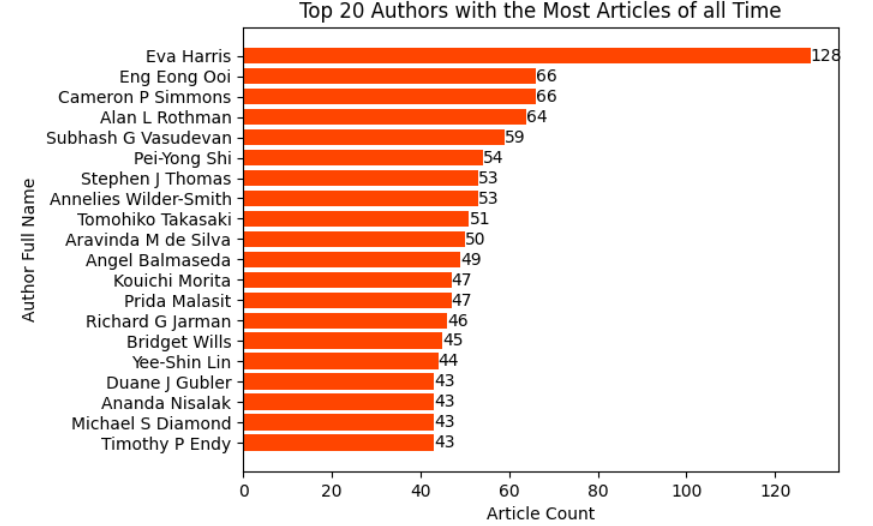 Top 20 Authors with the Most Articles of all Time
Author Full Name
Eva Harris 128
Eng Eong Ooi 66
Cameron P Simmons 66
Alan L Rothman 64
Subhash G Vasudevan 59
Pei-Yong Shi 54
Stephen J Thomas 53
Annelies Wilder-Smith 53
Tomohiko Takasaki 51
Aravinda M de Silva 50
Angel Balmaseda 49
Kouichi Morita 47
Prida Malasit 47
Richard G Jarman 46
Bridget Wills 45
Yee-Shin Lin 44
Duane J Gubler 43
Ananda Nisalak 43
Michael S Diamond 43
Timothy P Endy 43
0 20 40 60 80 100 120
Article Count